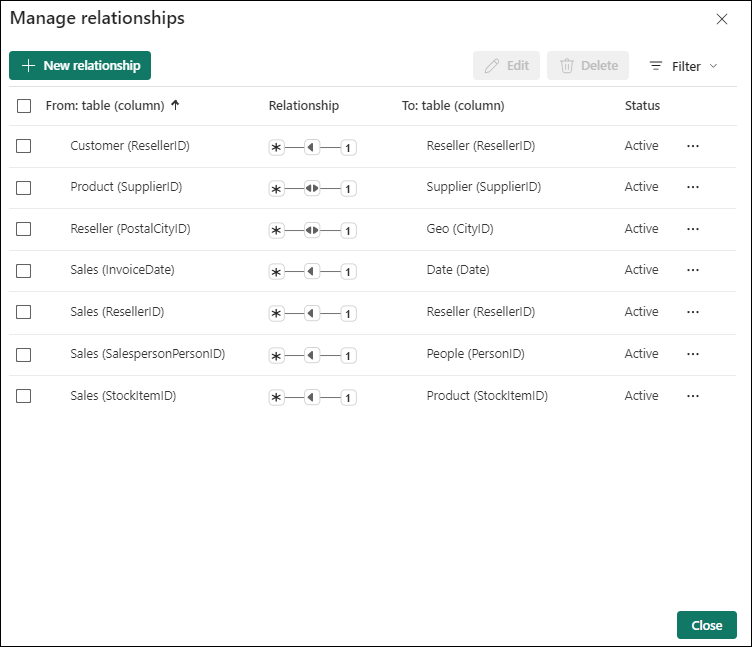 Manage relationships
New relationship Edit Delete Filter
From: table (column) ↑ Relationship To: table (column) Status
Customer (ResellerID) * 1 Reseller (ResellerID) Active ...
Product (SupplierID) * 1 Supplier (SupplierID) Active ...
Reseller (PostalCityID) * 1 Geo (CityID) Active ...
Sales (InvoiceDate) * 1 Date (Date) Active ...
Sales (ResellerID) * 1 Reseller (ResellerID) Active ...
Sales (SalespersonPersonID) * 1 People (PersonID) Active ...
Sales (StockItemID) * 1 Product (StockItemID) Active ...
Close